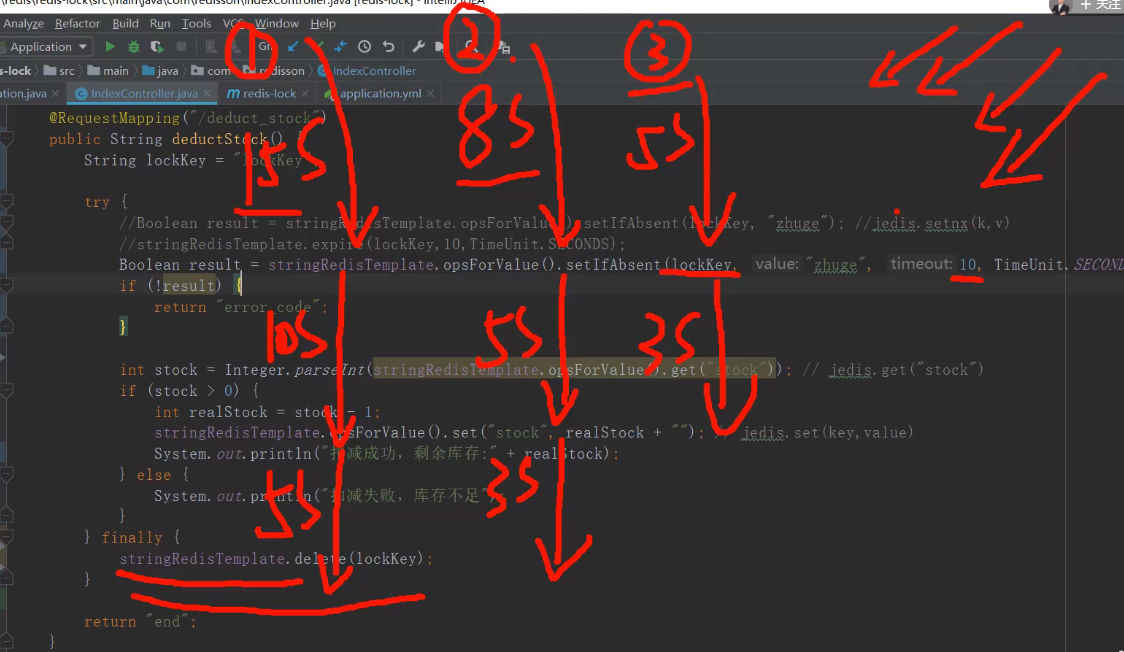 \redis\redis-lock\src\main\java\com\redisson\IndexController.java [redis-lock] - IntelliJ IDEA
+ 关注
Analyze Refactor Build Run Tools VCS Window Help
Application
s-lock src main java com redisson IndexController
ation.java IndexController.java redis-lock application.yml
① ② ③
@RequestMapping("/deduct_stock")
public String deductStock() {
15S 8S 5S
String lockKey = "lockKey
try {
//Boolean result = stringRedisTemplate.opsForValue().setIfAbsent(lockKey, "zhuge"); //jedis.setnx(k,v)
//stringRedisTemplate.expire(lockKey,10,TimeUnit.SECONDS);
Boolean result = stringRedisTemplate.opsForValue().setIfAbsent(lockKey, value: "zhuge", timeout: 10, TimeUnit.SECOND
if (!result) {
return "error_code";
}
10S 5S 3S
int stock = Integer.parseInt(stringRedisTemplate.opsForValue().get("stock")); // jedis.get("stock")
if (stock > 0) {
int realStock = stock - 1;
stringRedisTemplate.opsForValue().set("stock", realStock + ""); // jedis.set(key,value)
System.out.println("扣减成功，剩余库存:" + realStock);
} else {
System.out.println("扣减失败，库存不足");
5S 3S
}
} finally {
stringRedisTemplate.delete(lockKey);
}
return "end";
}